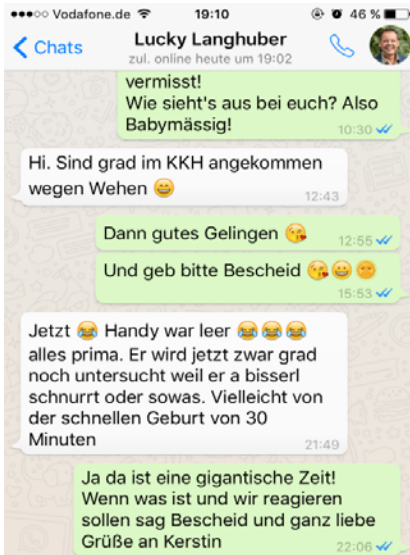 ●●●○○ Vodafone.de 19:10 46 %
Chats
Lucky Langhuber
zul. online heute um 19:02
vermisst!
Wie sieht's aus bei euch? Also
Babymässig!
10:30
Hi. Sind grad im KKH angekommen
wegen Wehen 😀
12:43
Dann gutes Gelingen 😘
12:55
Und geb bitte Bescheid 😘😀🌞
15:53
Jetzt 😂 Handy war leer 😂😂😂
alles prima. Er wird jetzt zwar grad
noch untersucht weil er a bisserl
schnurrt oder sowas. Vielleicht von
der schnellen Geburt von 30
Minuten
21:49
Ja da ist eine gigantische Zeit!
Wenn was ist und wir reagieren
sollen sag Bescheid und ganz liebe
Grüße an Kerstin
22:06